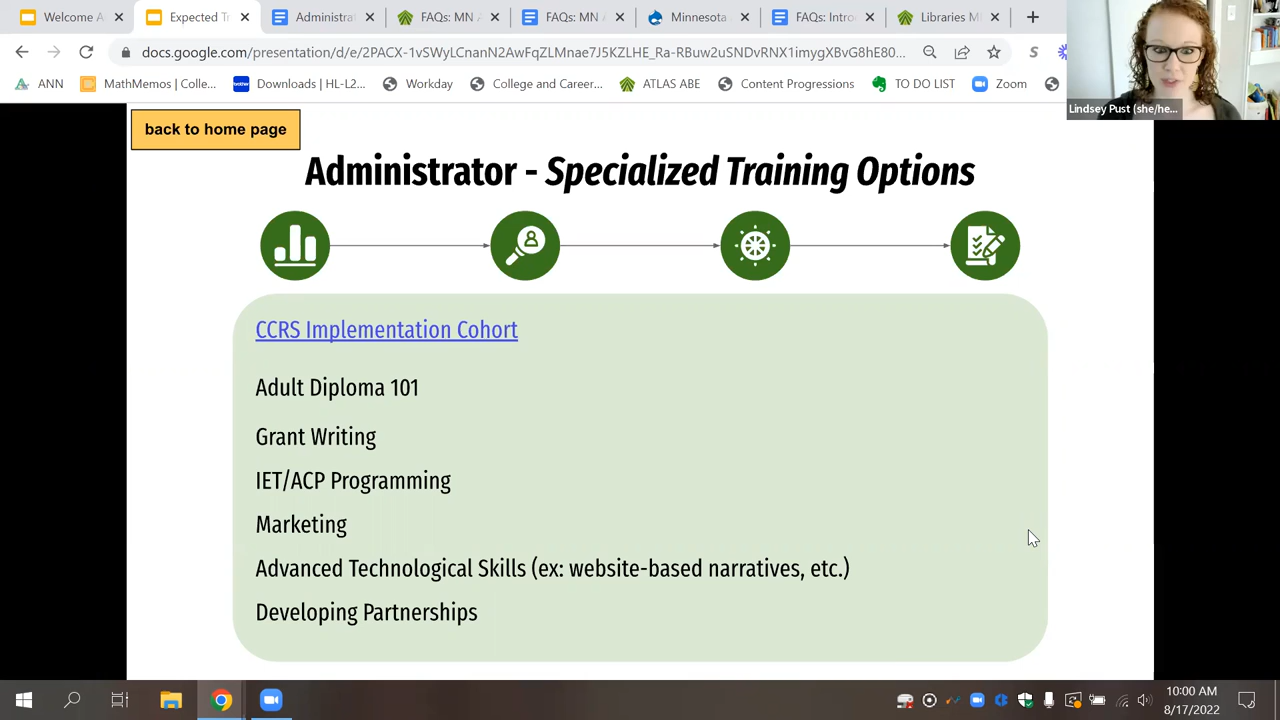 Welcome A
Expected T
Administra
FAQs: MN A
FAQs: MN A
Minnesota
FAQs: Intro
Libraries
docs.google.com/presentation/d/e/2PACX-1vSWyLCnanN2AwFqZLMnae7J5KZLHE_Ra-RBuw2uSNDvRNX1imygXBvG8hE80...
ANN
MathMemos | Colle...
Downloads | HL-L2...
Workday
College and Career...
ATLAS ABE
Content Progressions
TO DO LIST
Zoom
Lindsey Pust (she/he...
back to home page
Administrator - Specialized Training Options
CCRS Implementation Cohort
Adult Diploma 101
Grant Writing
IET/ACP Programming
Marketing
Advanced Technological Skills (ex: website-based narratives, etc.)
Developing Partnerships
10:00 AM
8/17/2022